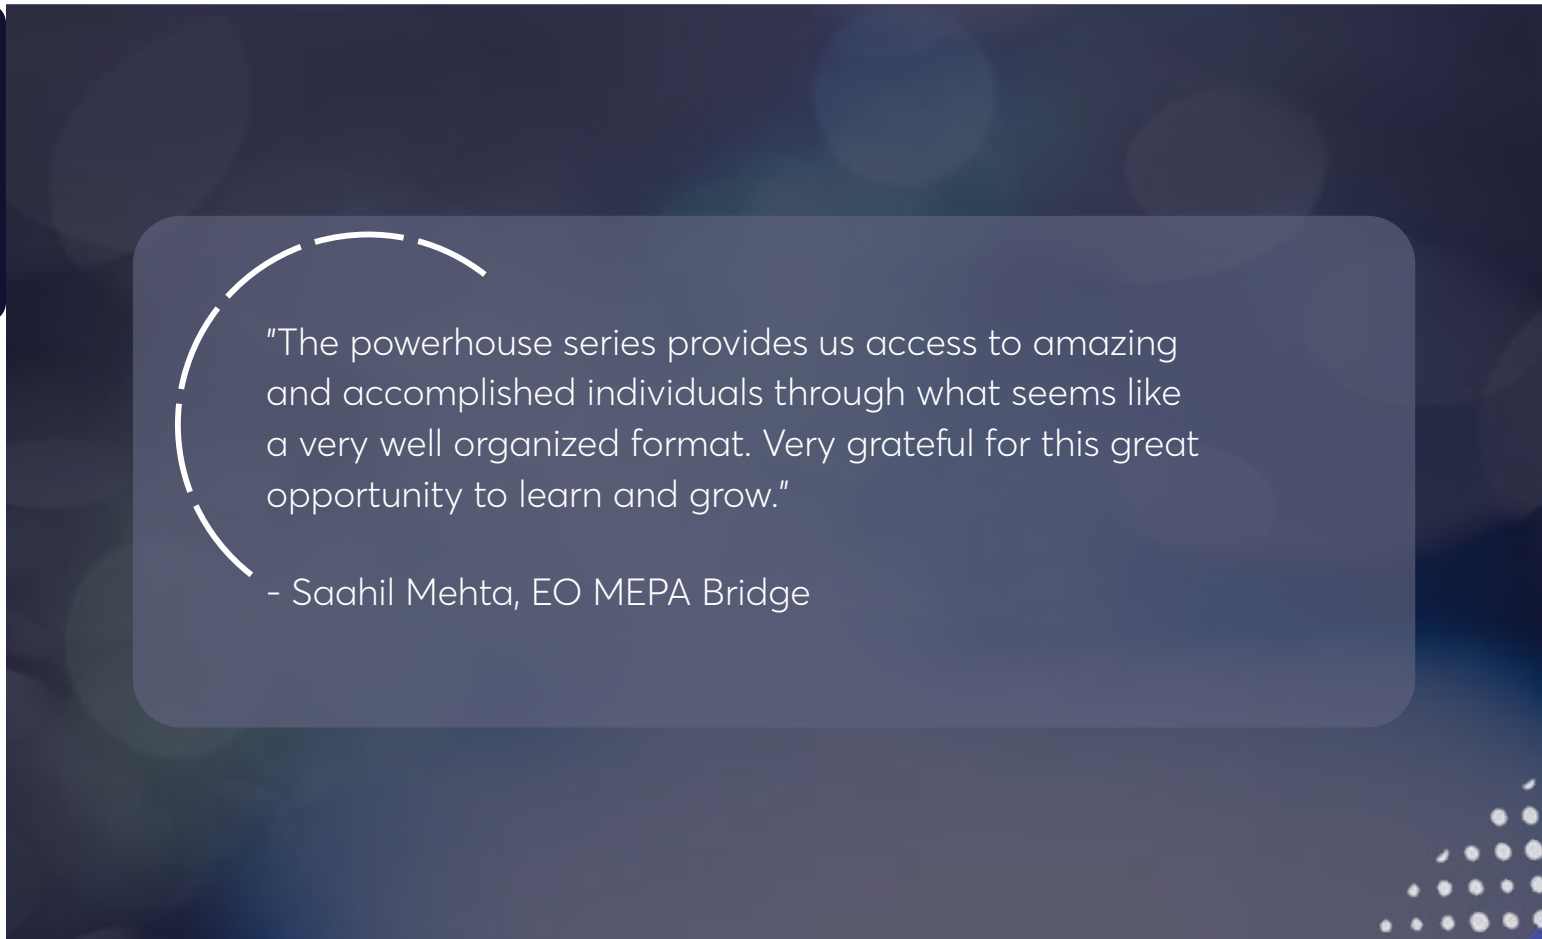 "The powerhouse series provides us access to amazing
and accomplished individuals through what seems like
a very well organized format. Very grateful for this great
opportunity to learn and grow."
- Saahil Mehta, EO MEPA Bridge